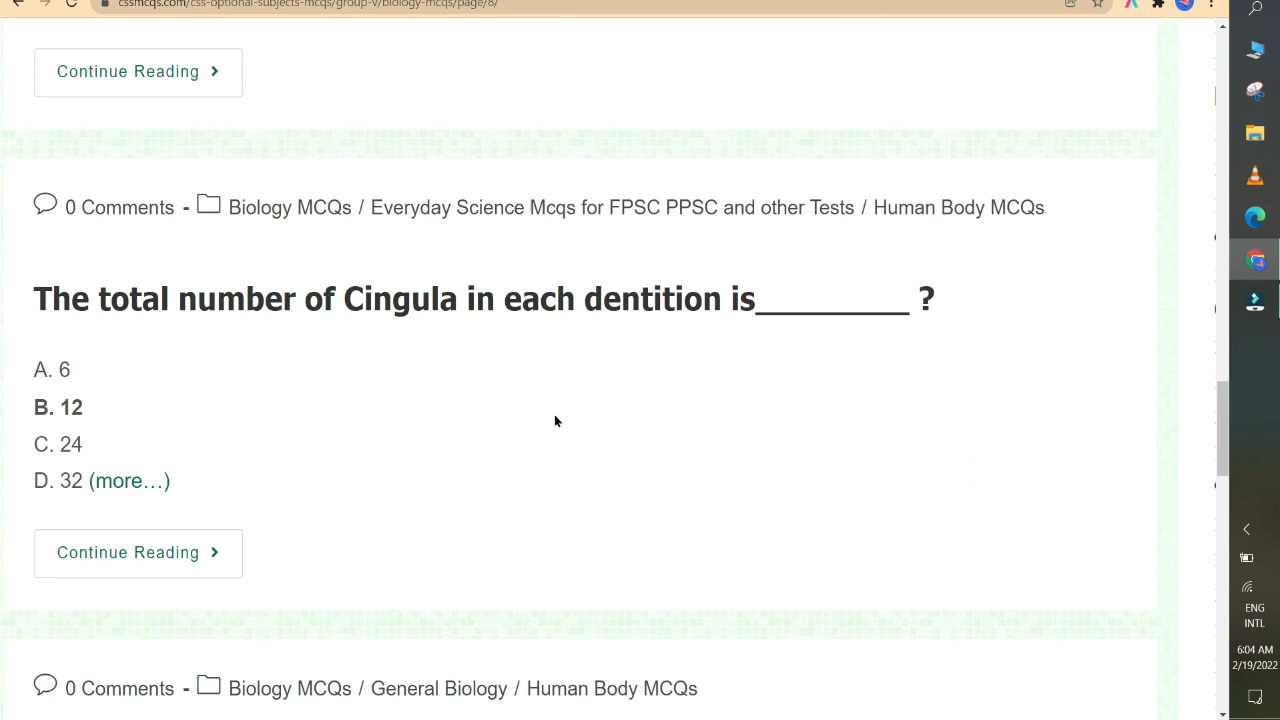 cssmcqs.com/css-optional-subjects-mcqs/group-v/biology-mcqs/page/8/
Continue Reading
0 Comments - Biology MCQs / Everyday Science Mcqs for FPSC PPSC and other Tests / Human Body MCQs
The total number of Cingula in each dentition is_________ ?
A. 6
B. 12
C. 24
D. 32 (more…)
Continue Reading
0 Comments - Biology MCQs / General Biology / Human Body MCQs
ENG
INTL
6:04 AM
2/19/2022